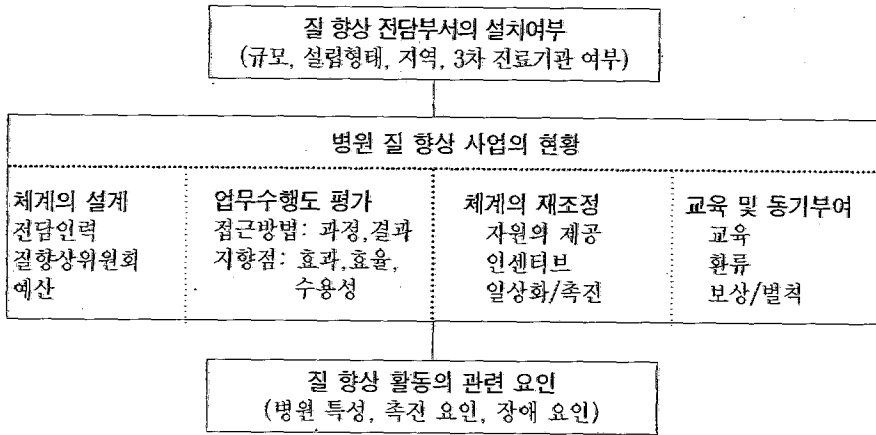 질 향상 전담부서의 설치여부
(규모, 설립형태, 지역, 3차 진료기관 여부)
병원 질 향상 사업의 현황
체계의 설계
전담인력
질향상위원회
예산
업무수행도 평가
접근방법: 과정,결과
지향점: 효과,효율,
수용성
체계의 재조정
자원의 제공
인센티브
일상화/촉진
교육 및 동기부여
교육
환류
보상/벌칙
질 향상 활동의 관련 요인
(병원 특성, 촉진 요인, 장애 요인)